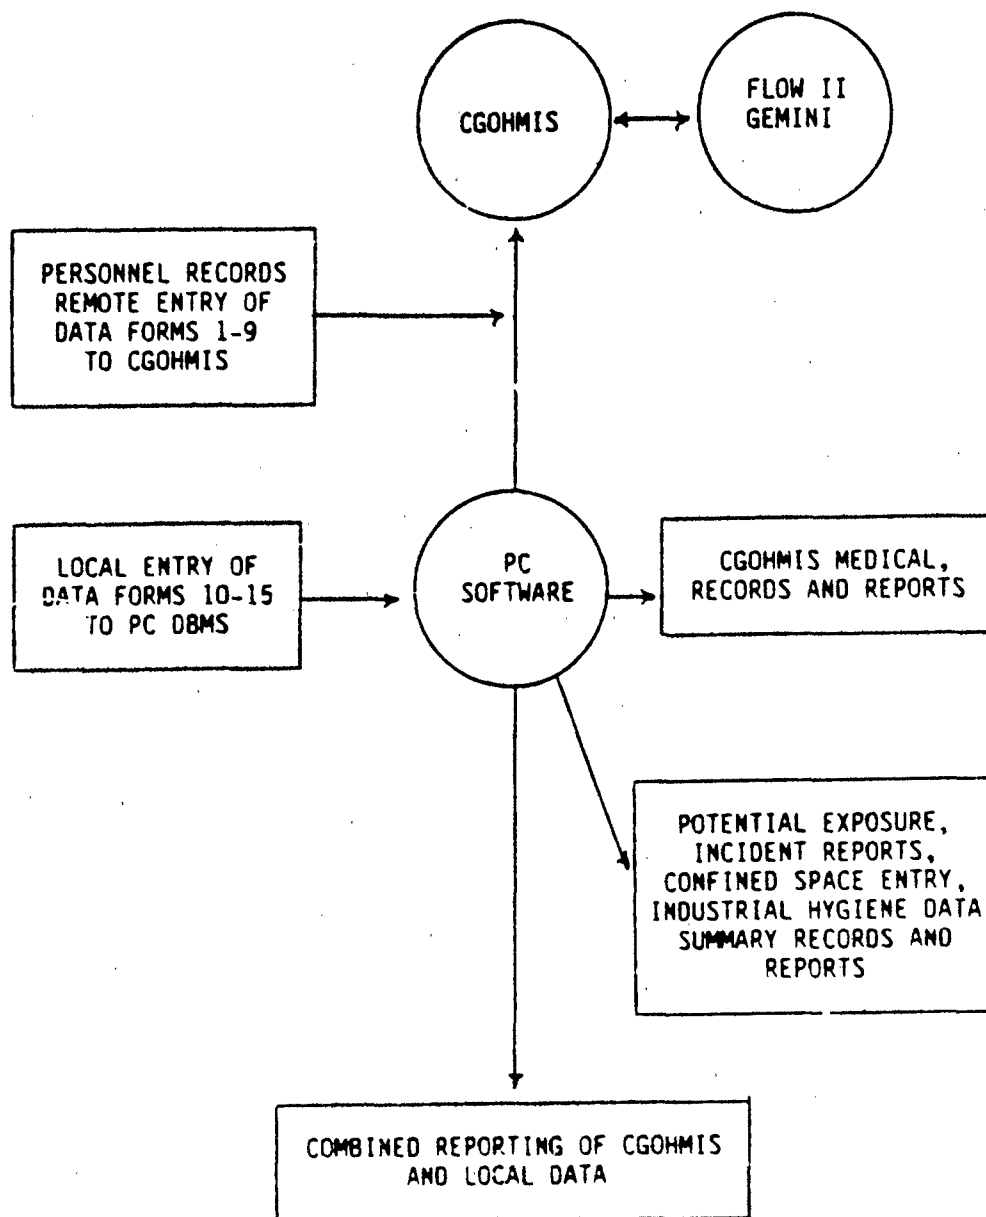 CGOHMIS
FLOW II
GEMINI
PERSONNEL RECORDS
REMOTE ENTRY OF
DATA FORMS 1-9
TO CGOHMIS
LOCAL ENTRY OF
DATA FORMS 10-15
TO PC DBMS
PC
SOFTWARE
CGOHMIS MEDICAL,
RECORDS AND REPORTS
POTENTIAL EXPOSURE,
INCIDENT REPORTS,
CONFINED SPACE ENTRY,
INDUSTRIAL HYGIENE DATA
SUMMARY RECORDS AND
REPORTS
COMBINED REPORTING OF CGOHMIS
AND LOCAL DATA